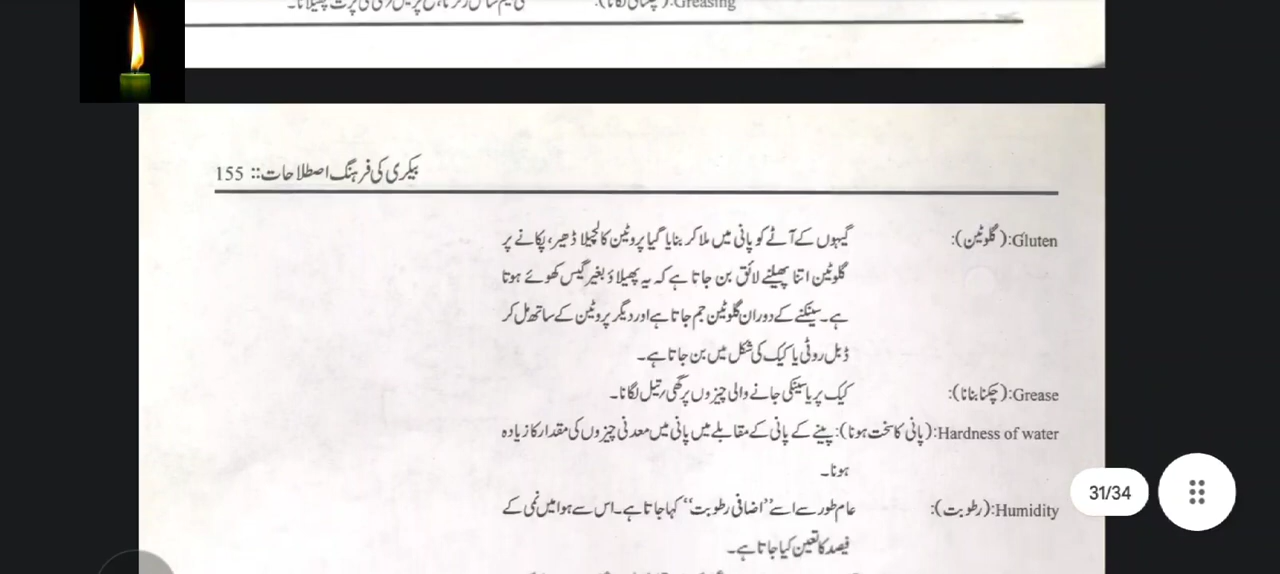 Greasing:(چکنائی لگانا):
بیکری کی فرہنگ اصطلاحات:: 155
Gluten:(گلوٹین): گیہوں کے آٹے کو پانی میں ملا کر بنایا گیا پروٹین کا لچیلا ڈھیر، پکانے پر
گلوٹین اتنا پھیلنے لائق بن جاتا ہے کہ یہ پھیلاؤ بغیر گیس کھوئے ہوتا
ہے۔ سینکنے کے دوران گلوٹین جم جاتا ہے اور دیگر پروٹین کے ساتھ مل کر
ڈبل روٹی یا کیک کی شکل میں بن جاتا ہے۔
Grease:(چکنا بنانا): کیک پر یا سینکی جانے والی چیزوں پر گھی رتیل لگانا۔
Hardness of water:(پانی کا سخت ہونا): پینے کے پانی کے مقابلے میں پانی میں معدنی چیزوں کی مقدار کا زیادہ
ہونا۔
Humidity:(رطوبت): عام طور سے اسے ’’اضافی رطوبت‘‘ کہا جاتا ہے۔ اس سے ہوا میں نمی کے
فیصد کا تعین کیا جاتا ہے۔
31/34